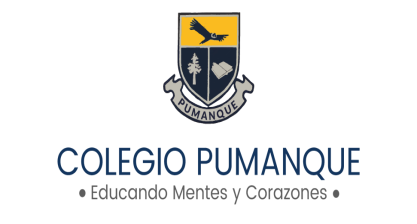 PUMANQUE
COLEGIO PUMANQUE
• Educando Mentes y Corazones •